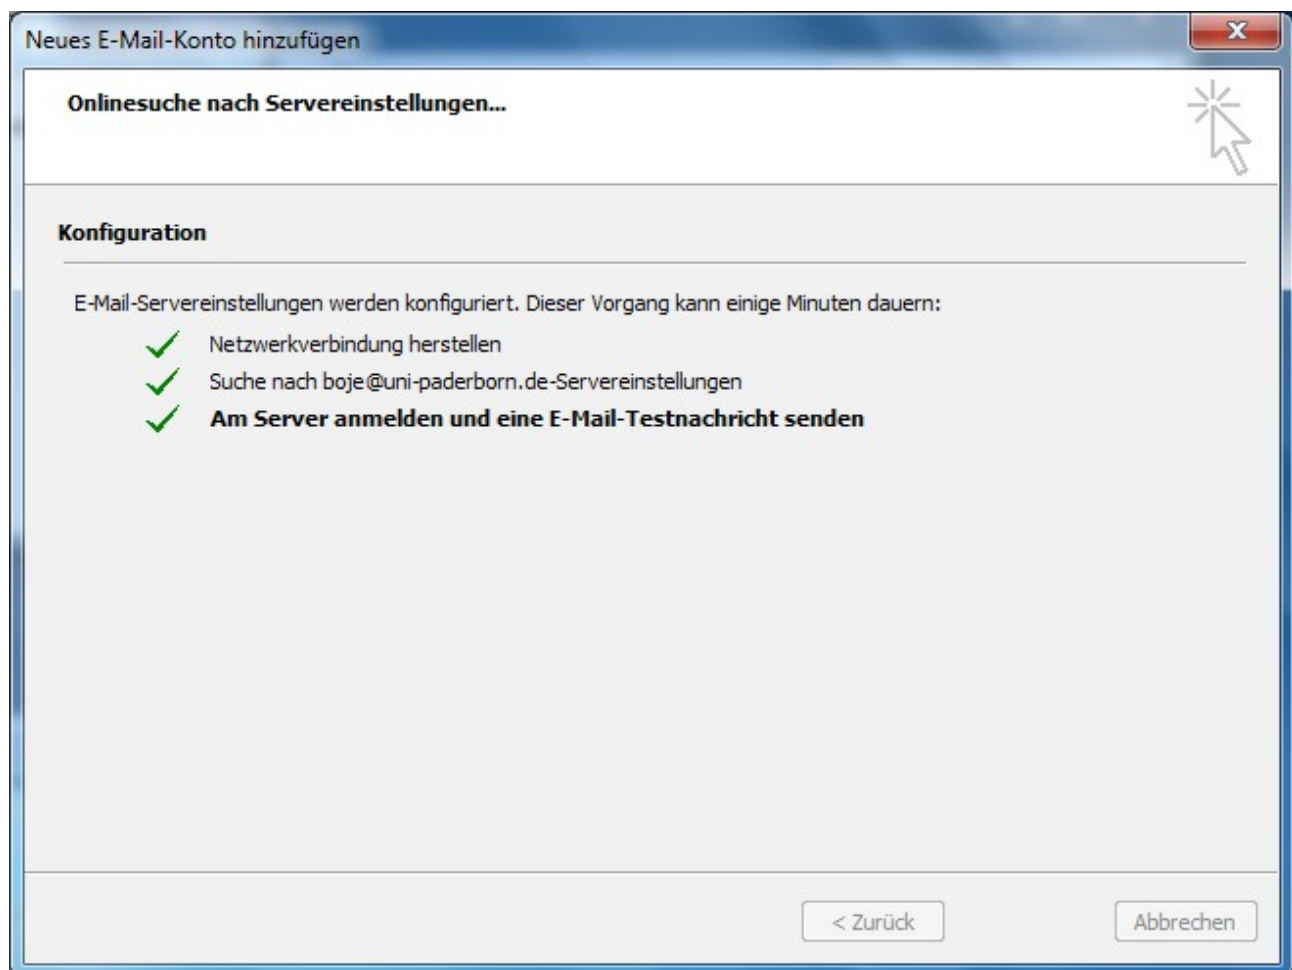 Neues E-Mail-Konto hinzufügen
Onlinesuche nach Servereinstellungen...
Konfiguration
E-Mail-Servereinstellungen werden konfiguriert. Dieser Vorgang kann einige Minuten dauern:
Netzwerkverbindung herstellen
Suche nach boje@uni-paderborn.de-Servereinstellungen
Am Server anmelden und eine E-Mail-Testnachricht senden
< Zurück
Abbrechen